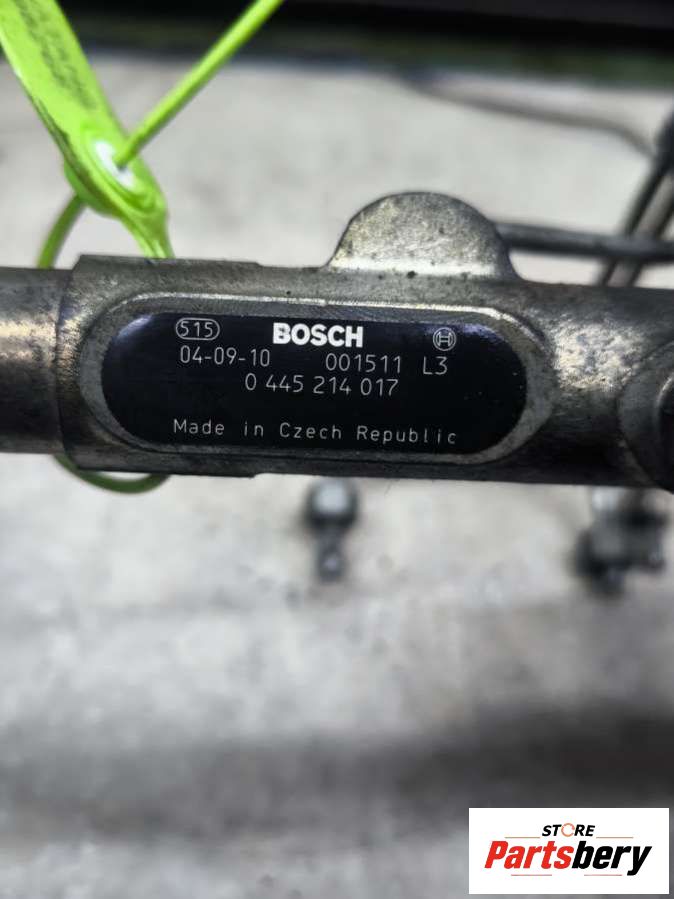 515 BOSCH
04-09-10 001511 L3
0 445 214 017
Made in Czech Republic
STORE
Partsbery